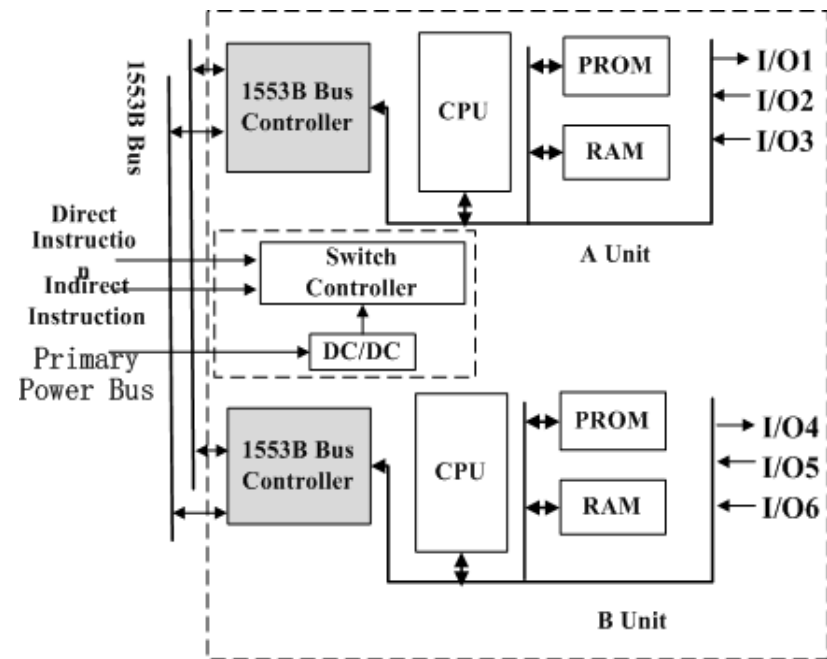 1553B Bus
1553B Bus
Controller
CPU
PROM
RAM
I/O1
I/O2
I/O3
A Unit
Direct
Instructio
n
Indirect
Instruction
Primary
Power Bus
Switch
Controller
DC/DC
1553B Bus
Controller
CPU
PROM
RAM
I/O4
I/O5
I/O6
B Unit